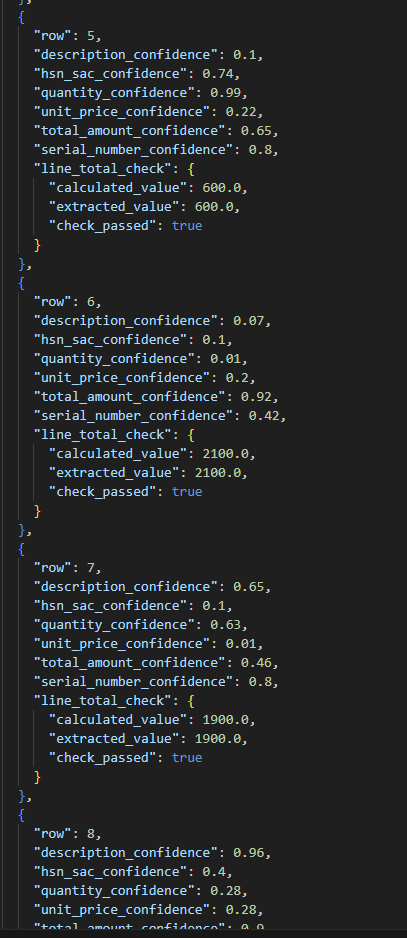 },
{
"row": 5,
"description_confidence": 0.1,
"hsn_sac_confidence": 0.74,
"quantity_confidence": 0.99,
"unit_price_confidence": 0.22,
"total_amount_confidence": 0.65,
"serial_number_confidence": 0.8,
"line_total_check": {
"calculated_value": 600.0,
"extracted_value": 600.0,
"check_passed": true
}
},
{
"row": 6,
"description_confidence": 0.07,
"hsn_sac_confidence": 0.1,
"quantity_confidence": 0.01,
"unit_price_confidence": 0.2,
"total_amount_confidence": 0.92,
"serial_number_confidence": 0.42,
"line_total_check": {
"calculated_value": 2100.0,
"extracted_value": 2100.0,
"check_passed": true
}
},
{
"row": 7,
"description_confidence": 0.65,
"hsn_sac_confidence": 0.1,
"quantity_confidence": 0.63,
"unit_price_confidence": 0.01,
"total_amount_confidence": 0.46,
"serial_number_confidence": 0.8,
"line_total_check": {
"calculated_value": 1900.0,
"extracted_value": 1900.0,
"check_passed": true
}
},
{
"row": 8,
"description_confidence": 0.96,
"hsn_sac_confidence": 0.4,
"quantity_confidence": 0.28,
"unit_price_confidence": 0.28,
"total_amount_confidence": 0.9